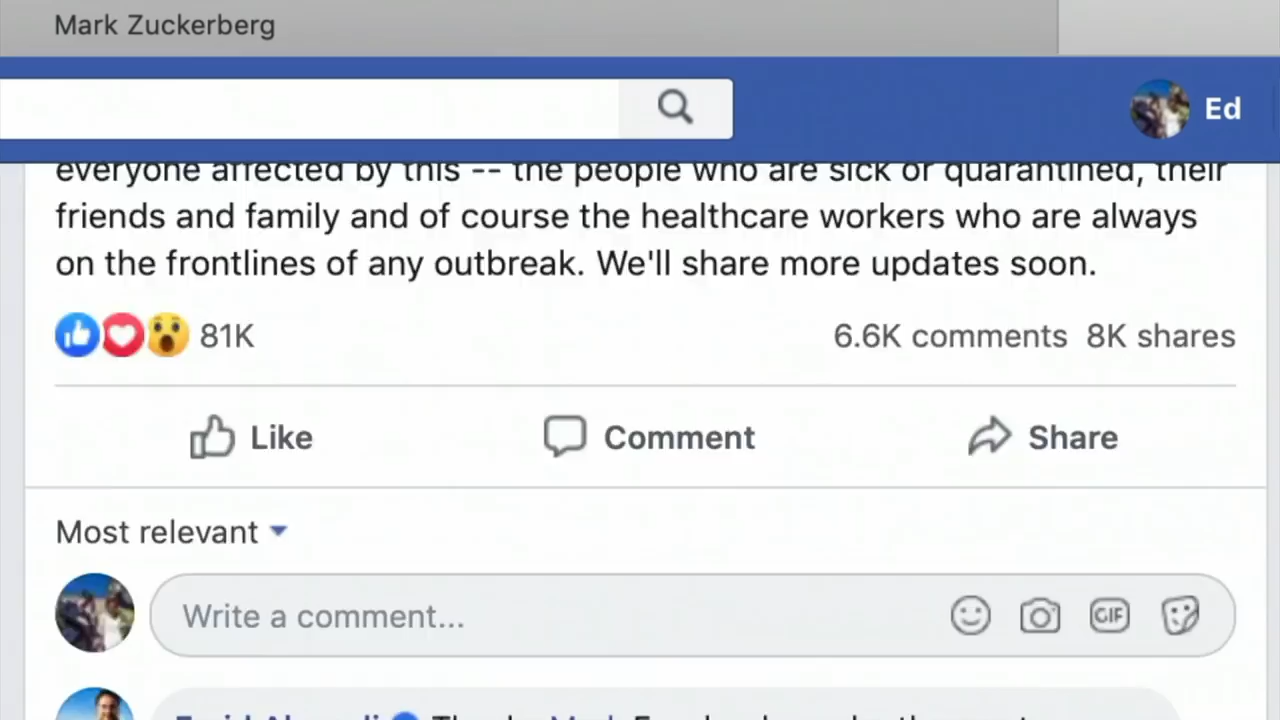 Mark Zuckerberg
Ed
everyone affected by this -- the people who are sick or quarantined, their
friends and family and of course the healthcare workers who are always
on the frontlines of any outbreak. We'll share more updates soon.
81K
6.6K comments 8K shares
Like
Comment
Share
Most relevant
Write a comment...
GIF